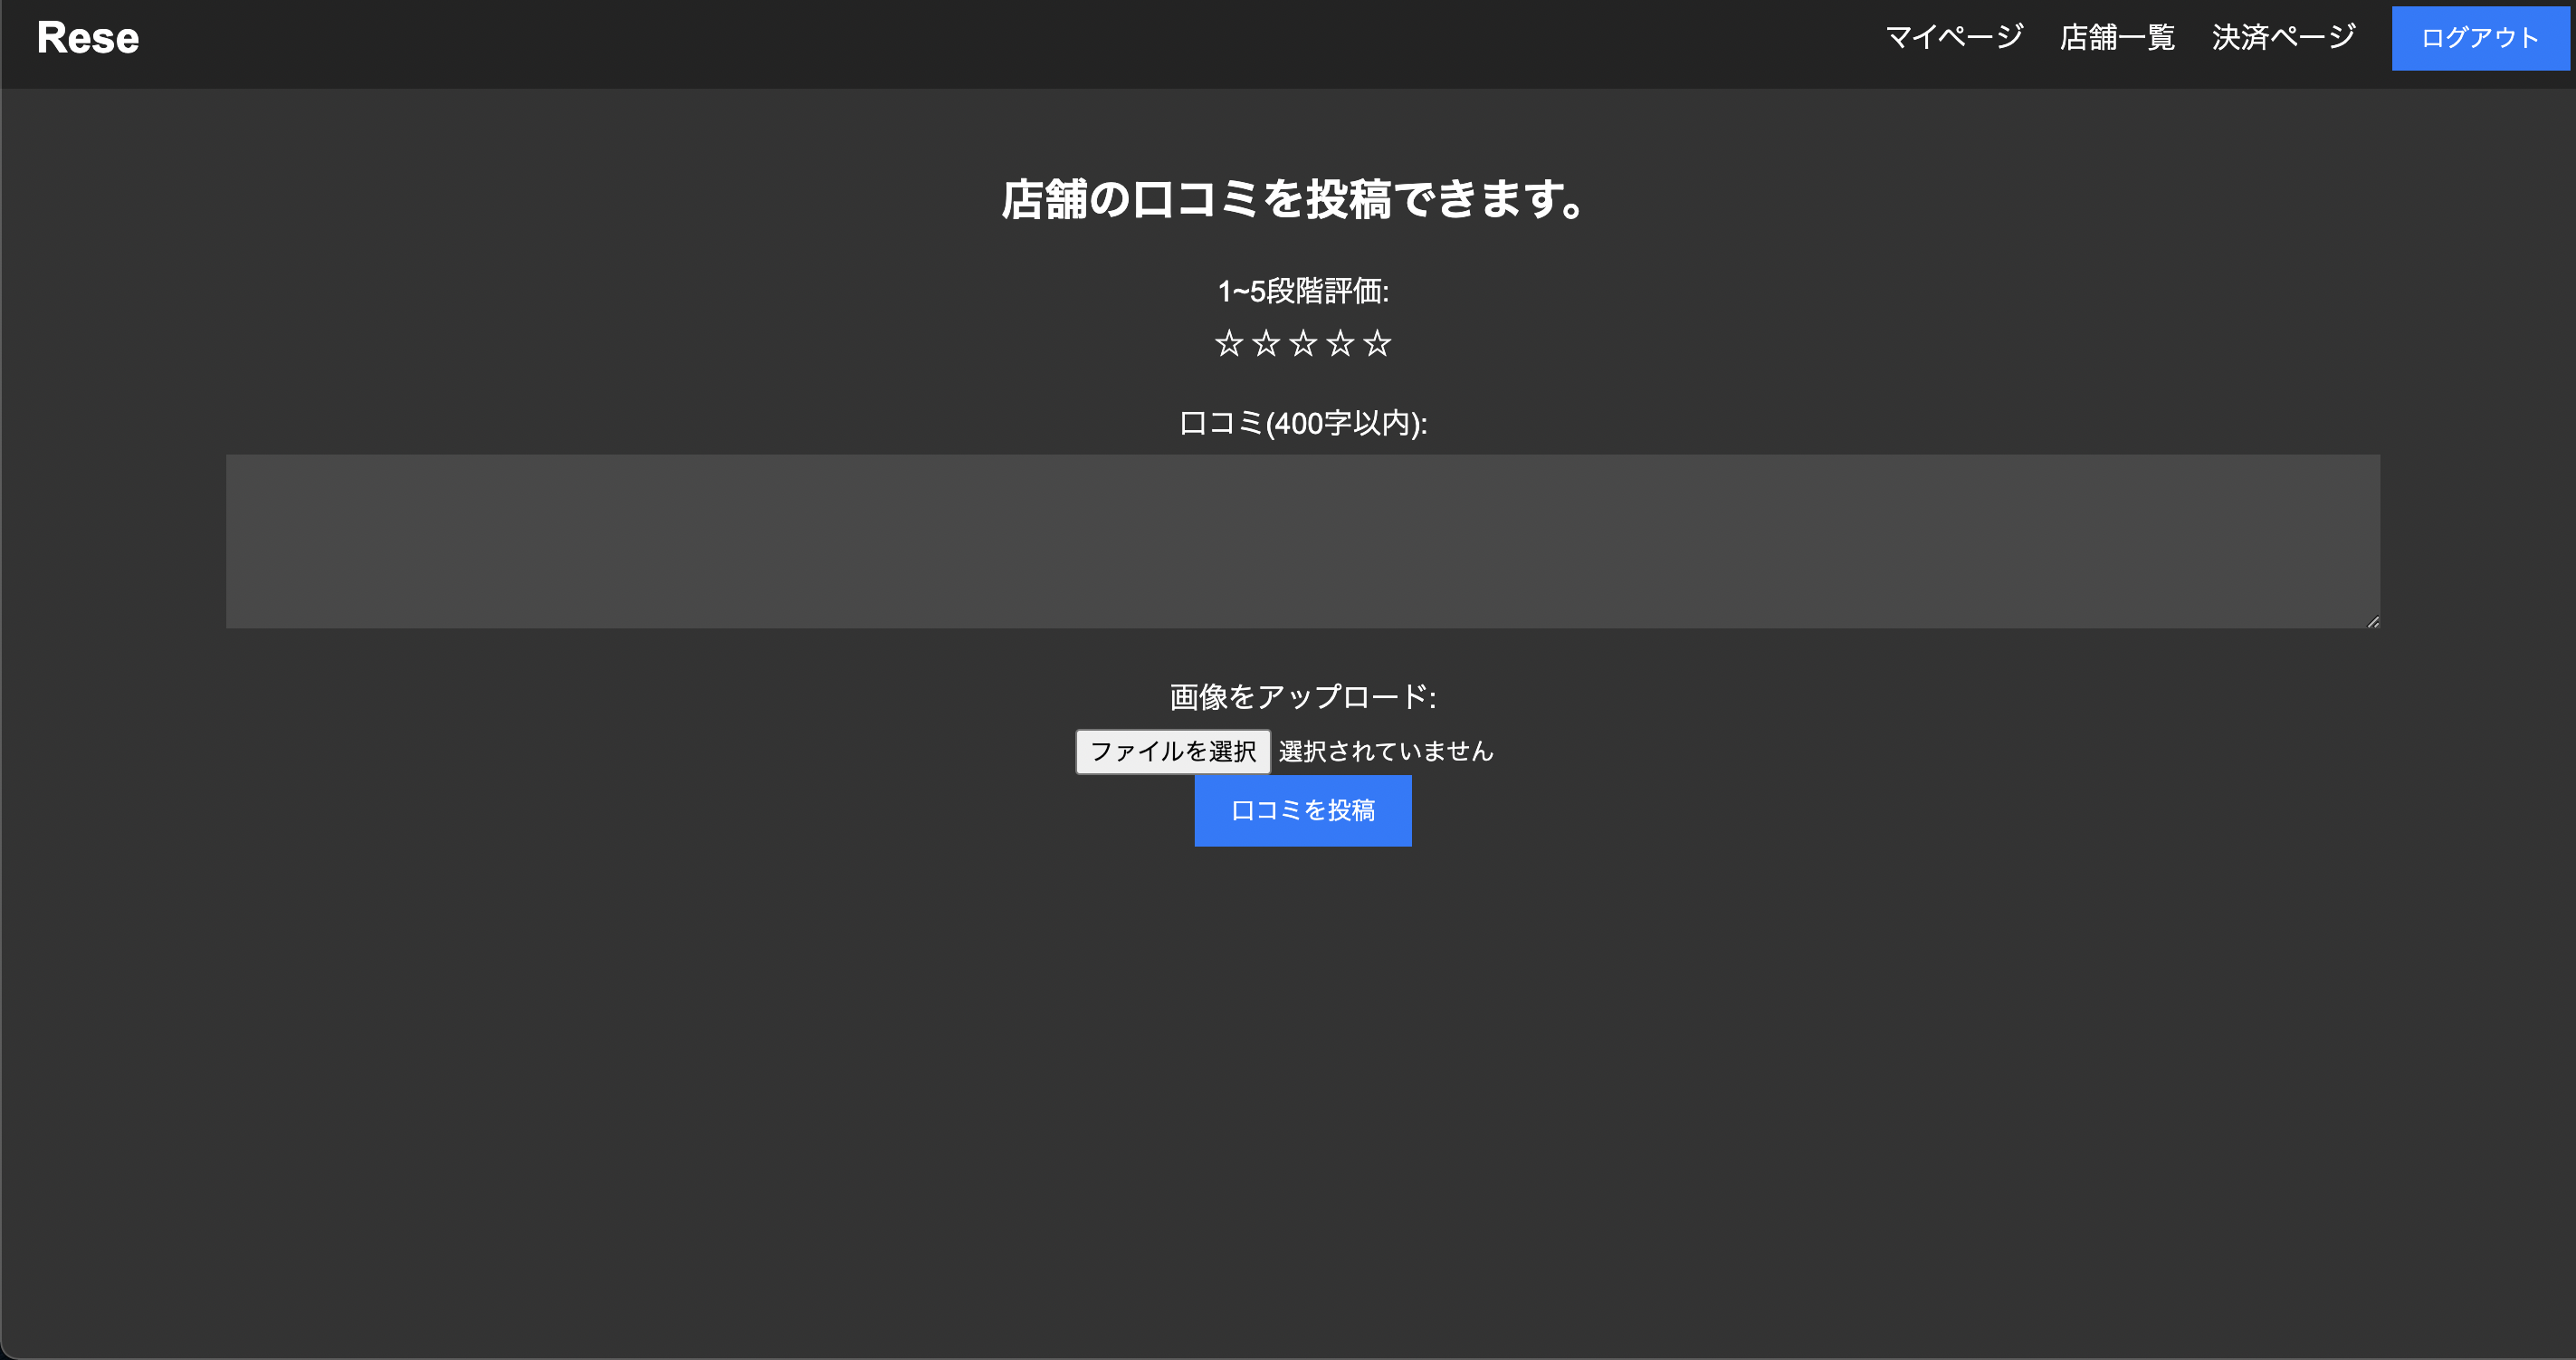 Rese
マイページ 店舗一覧 決済ページ ログアウト
店舗の口コミを投稿できます。
1~5段階評価:
☆☆☆☆☆
口コミ(400字以内):
画像をアップロード:
ファイルを選択 選択されていません
口コミを投稿